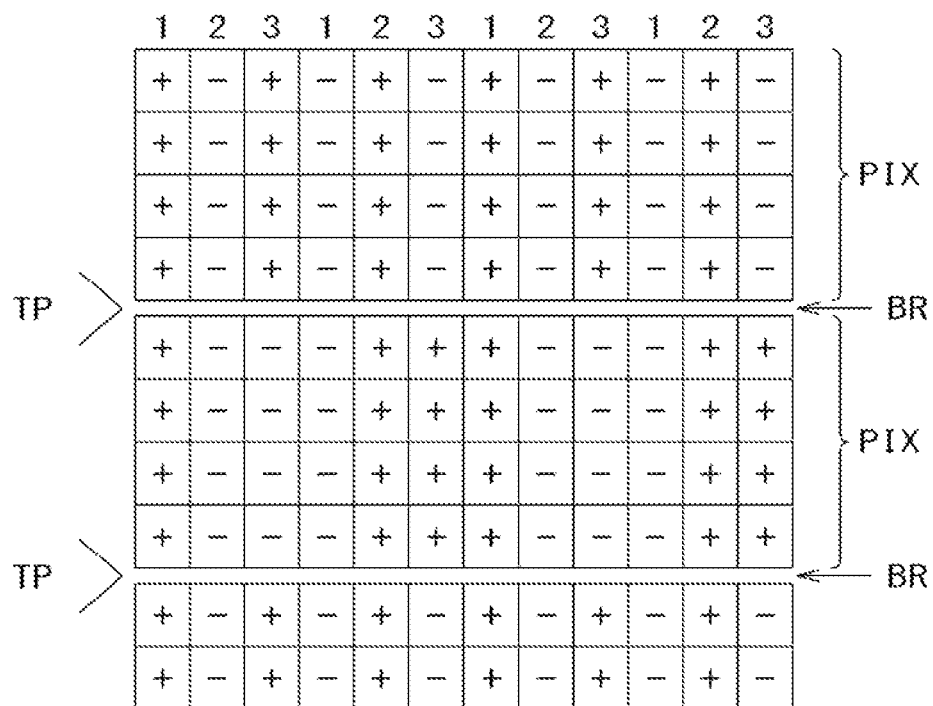 1 2 3 1 2 3 1 2 3 1 2 3
+ − + − + − + − + − + −
+ − + − + − + − + − + −
PIX
+ − + − + − + − + − + −
+ − + − + − + − + − + −
TP BR
+ − − − + + + − − − + +
+ − − − + + + − − − + +
PIX
+ − − − + + + − − − + +
+ − − − + + + − − − + +
TP BR
+ − + − + − + − + − + −
+ − + − + − + − + − + −